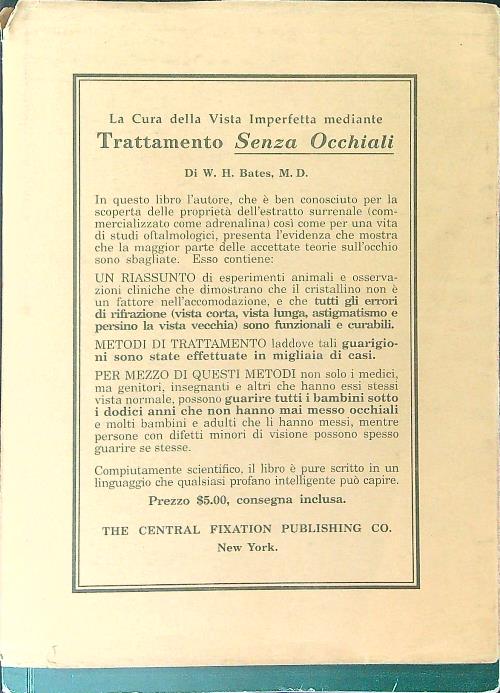 La Cura della Vista Imperfetta mediante
Trattamento Senza Occhiali
Di W. H. Bates, M. D.
In questo libro l'autore, che è ben conosciuto per la
scoperta delle proprietà dell'estratto surrenale (com-
mercializzato come adrenalina) così come per una vita
di studi oftalmologici, presenta l'evidenza che mostra
che la maggior parte delle accettate teorie sull'occhio
sono sbagliate. Esso contiene:
UN RIASSUNTO di esperimenti animali e osserva-
zioni cliniche che dimostrano che il cristallino non è
un fattore nell'accomodazione, e che tutti gli errori
di rifrazione (vista corta, vista lunga, astigmatismo e
persino la vista vecchia) sono funzionali e curabili.
METODI DI TRATTAMENTO laddove tali guarigio-
ni sono state effettuate in migliaia di casi.
PER MEZZO DI QUESTI METODI non solo i medici,
ma genitori, insegnanti e altri che hanno essi stessi
vista normale, possono guarire tutti i bambini sotto
i dodici anni che non hanno mai messo occhiali
e molti bambini e adulti che li hanno messi, mentre
persone con difetti minori di visione possono spesso
guarire se stesse.
Compiutamente scientifico, il libro è pure scritto in un
linguaggio che qualsiasi profano intelligente può capire.
Prezzo $5.00, consegna inclusa.
THE CENTRAL FIXATION PUBLISHING CO.
New York.